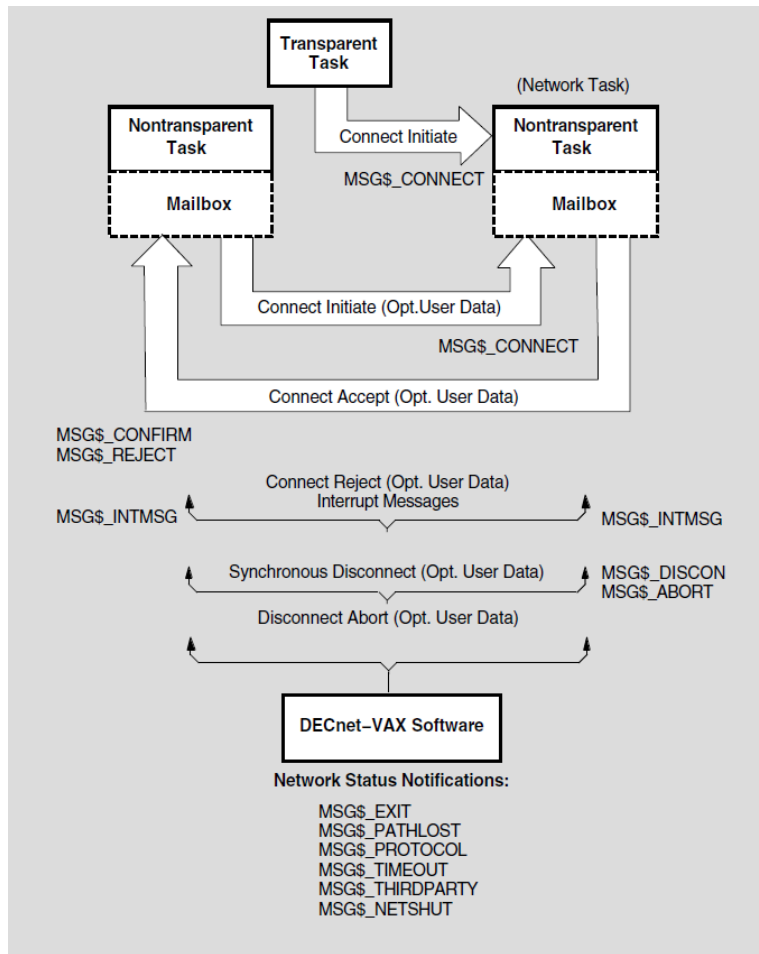 Transparent
Task
(Network Task)
Nontransparent
Task
Connect Initiate
Nontransparent
Task
MSG$_CONNECT
Mailbox
Mailbox
Connect Initiate (Opt.User Data)
MSG$_CONNECT
Connect Accept (Opt. User Data)
MSG$_CONFIRM
MSG$_REJECT
Connect Reject (Opt. User Data)
Interrupt Messages
MSG$_INTMSG
MSG$_INTMSG
Synchronous Disconnect (Opt. User Data)
MSG$_DISCON
MSG$_ABORT
Disconnect Abort (Opt. User Data)
DECnet–VAX Software
Network Status Notifications:
MSG$_EXIT
MSG$_PATHLOST
MSG$_PROTOCOL
MSG$_TIMEOUT
MSG$_THIRDPARTY
MSG$_NETSHUT